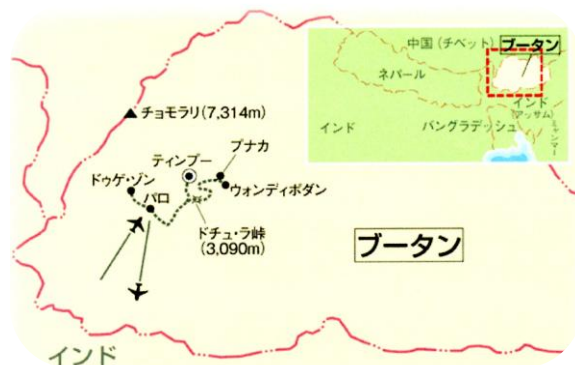 中国(チベット)
ブータン
ネパール
インド
(アッサム)
インド
バングラデッシュ
ミャンマー
チョモラリ(7,314m)
ティンプー
プナカ
ドゥゲ・ゾン
ウォンディポダン
パロ
ドチュ・ラ峠
(3,090m)
ブータン
インド